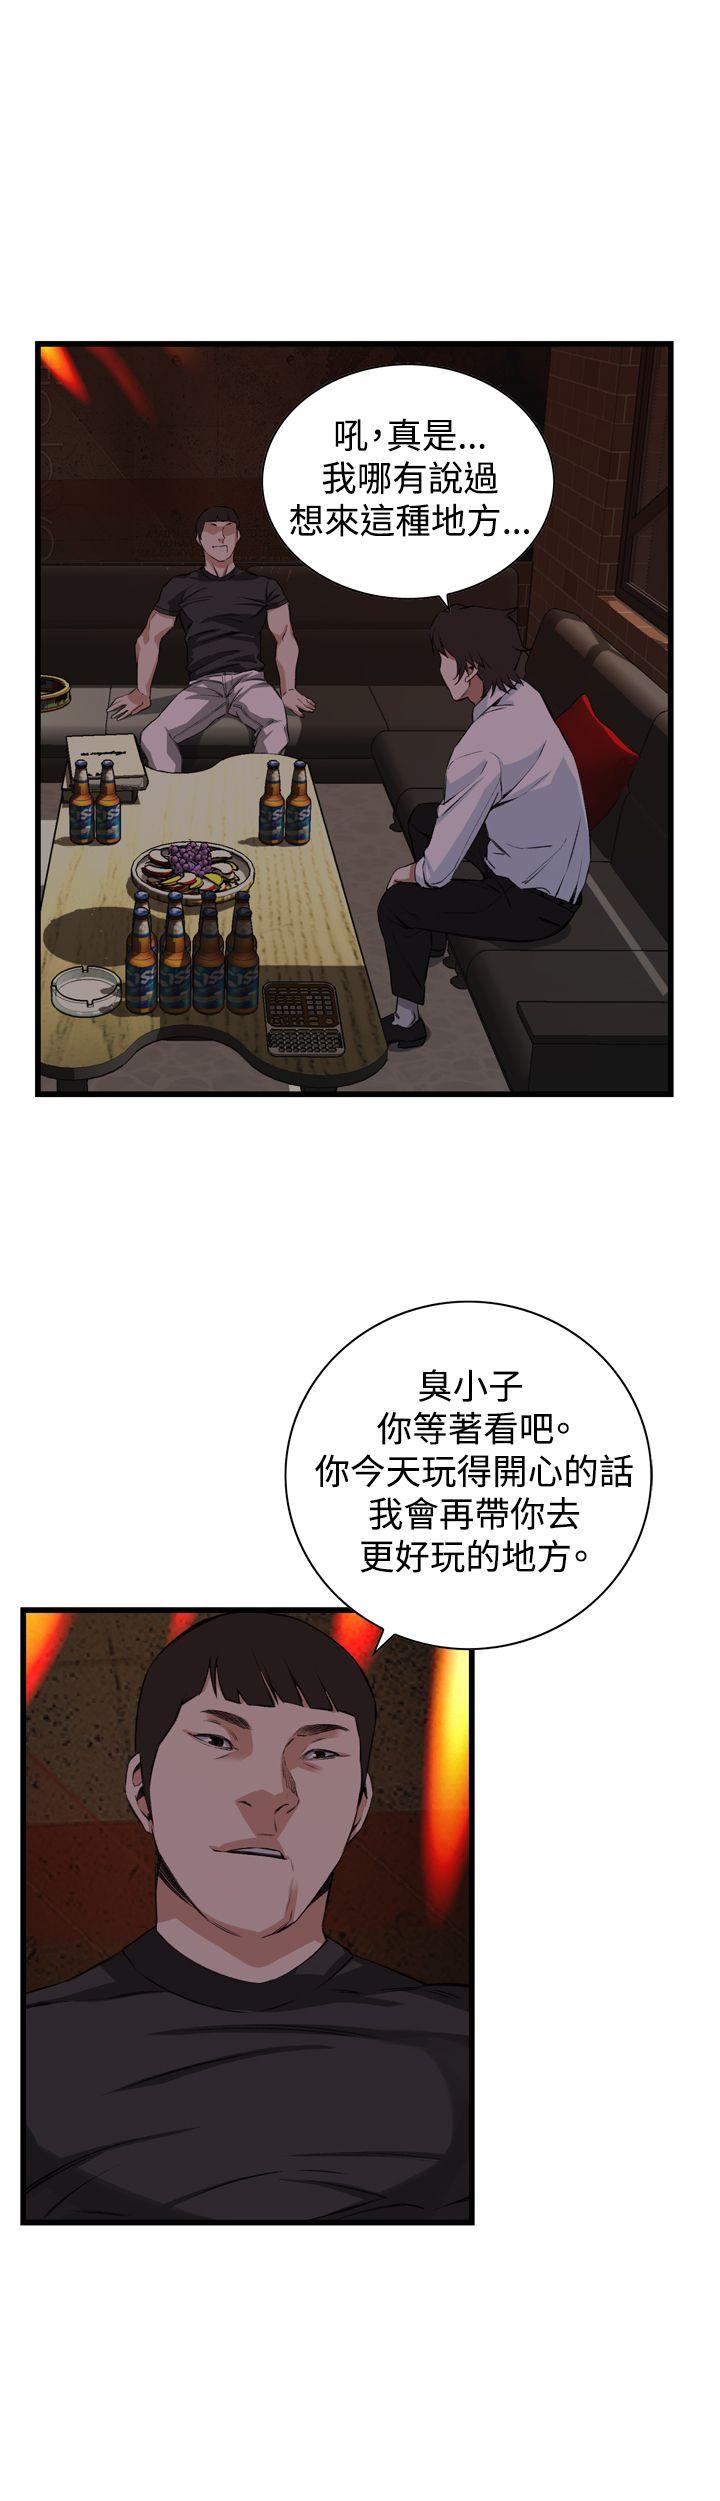 吼，真是…
我哪有說過
想來這種地方…
臭小子
你等著看吧。
你今天玩得開心的話
我會再帶你去
更好玩的地方。